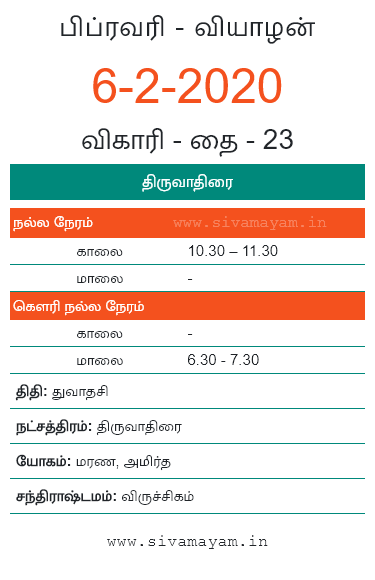 பிப்ரவரி - வியாழன்
6-2-2020
விகாரி - தை - 23
திருவாதிரை
நல்ல நேரம் www.sivamayam.in
காலை 10.30 – 11.30
மாலை -
கௌரி நல்ல நேரம்
காலை -
மாலை 6.30 - 7.30
திதி: துவாதசி
நட்சத்திரம்: திருவாதிரை
யோகம்: மரண, அமிர்த
சந்திராஷ்டமம்: விருச்சிகம்
www.sivamayam.in